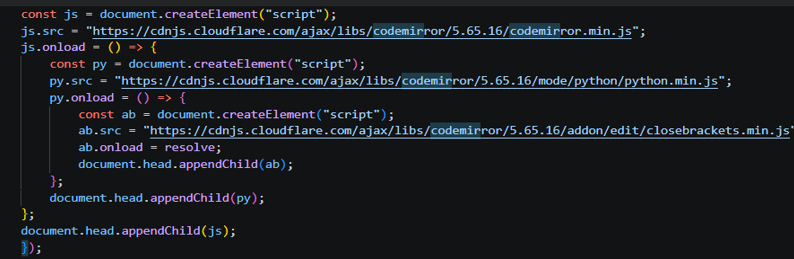 const js = document.createElement("script");
js.src = "https://cdnjs.cloudflare.com/ajax/libs/codemirror/5.65.16/codemirror.min.js";
js.onload = () => {
const py = document.createElement("script");
py.src = "https://cdnjs.cloudflare.com/ajax/libs/codemirror/5.65.16/mode/python/python.min.js";
py.onload = () => {
const ab = document.createElement("script");
ab.src = "https://cdnjs.cloudflare.com/ajax/libs/codemirror/5.65.16/addon/edit/closebrackets.min.js"
ab.onload = resolve;
document.head.appendChild(ab);
};
document.head.appendChild(py);
};
document.head.appendChild(js);
});